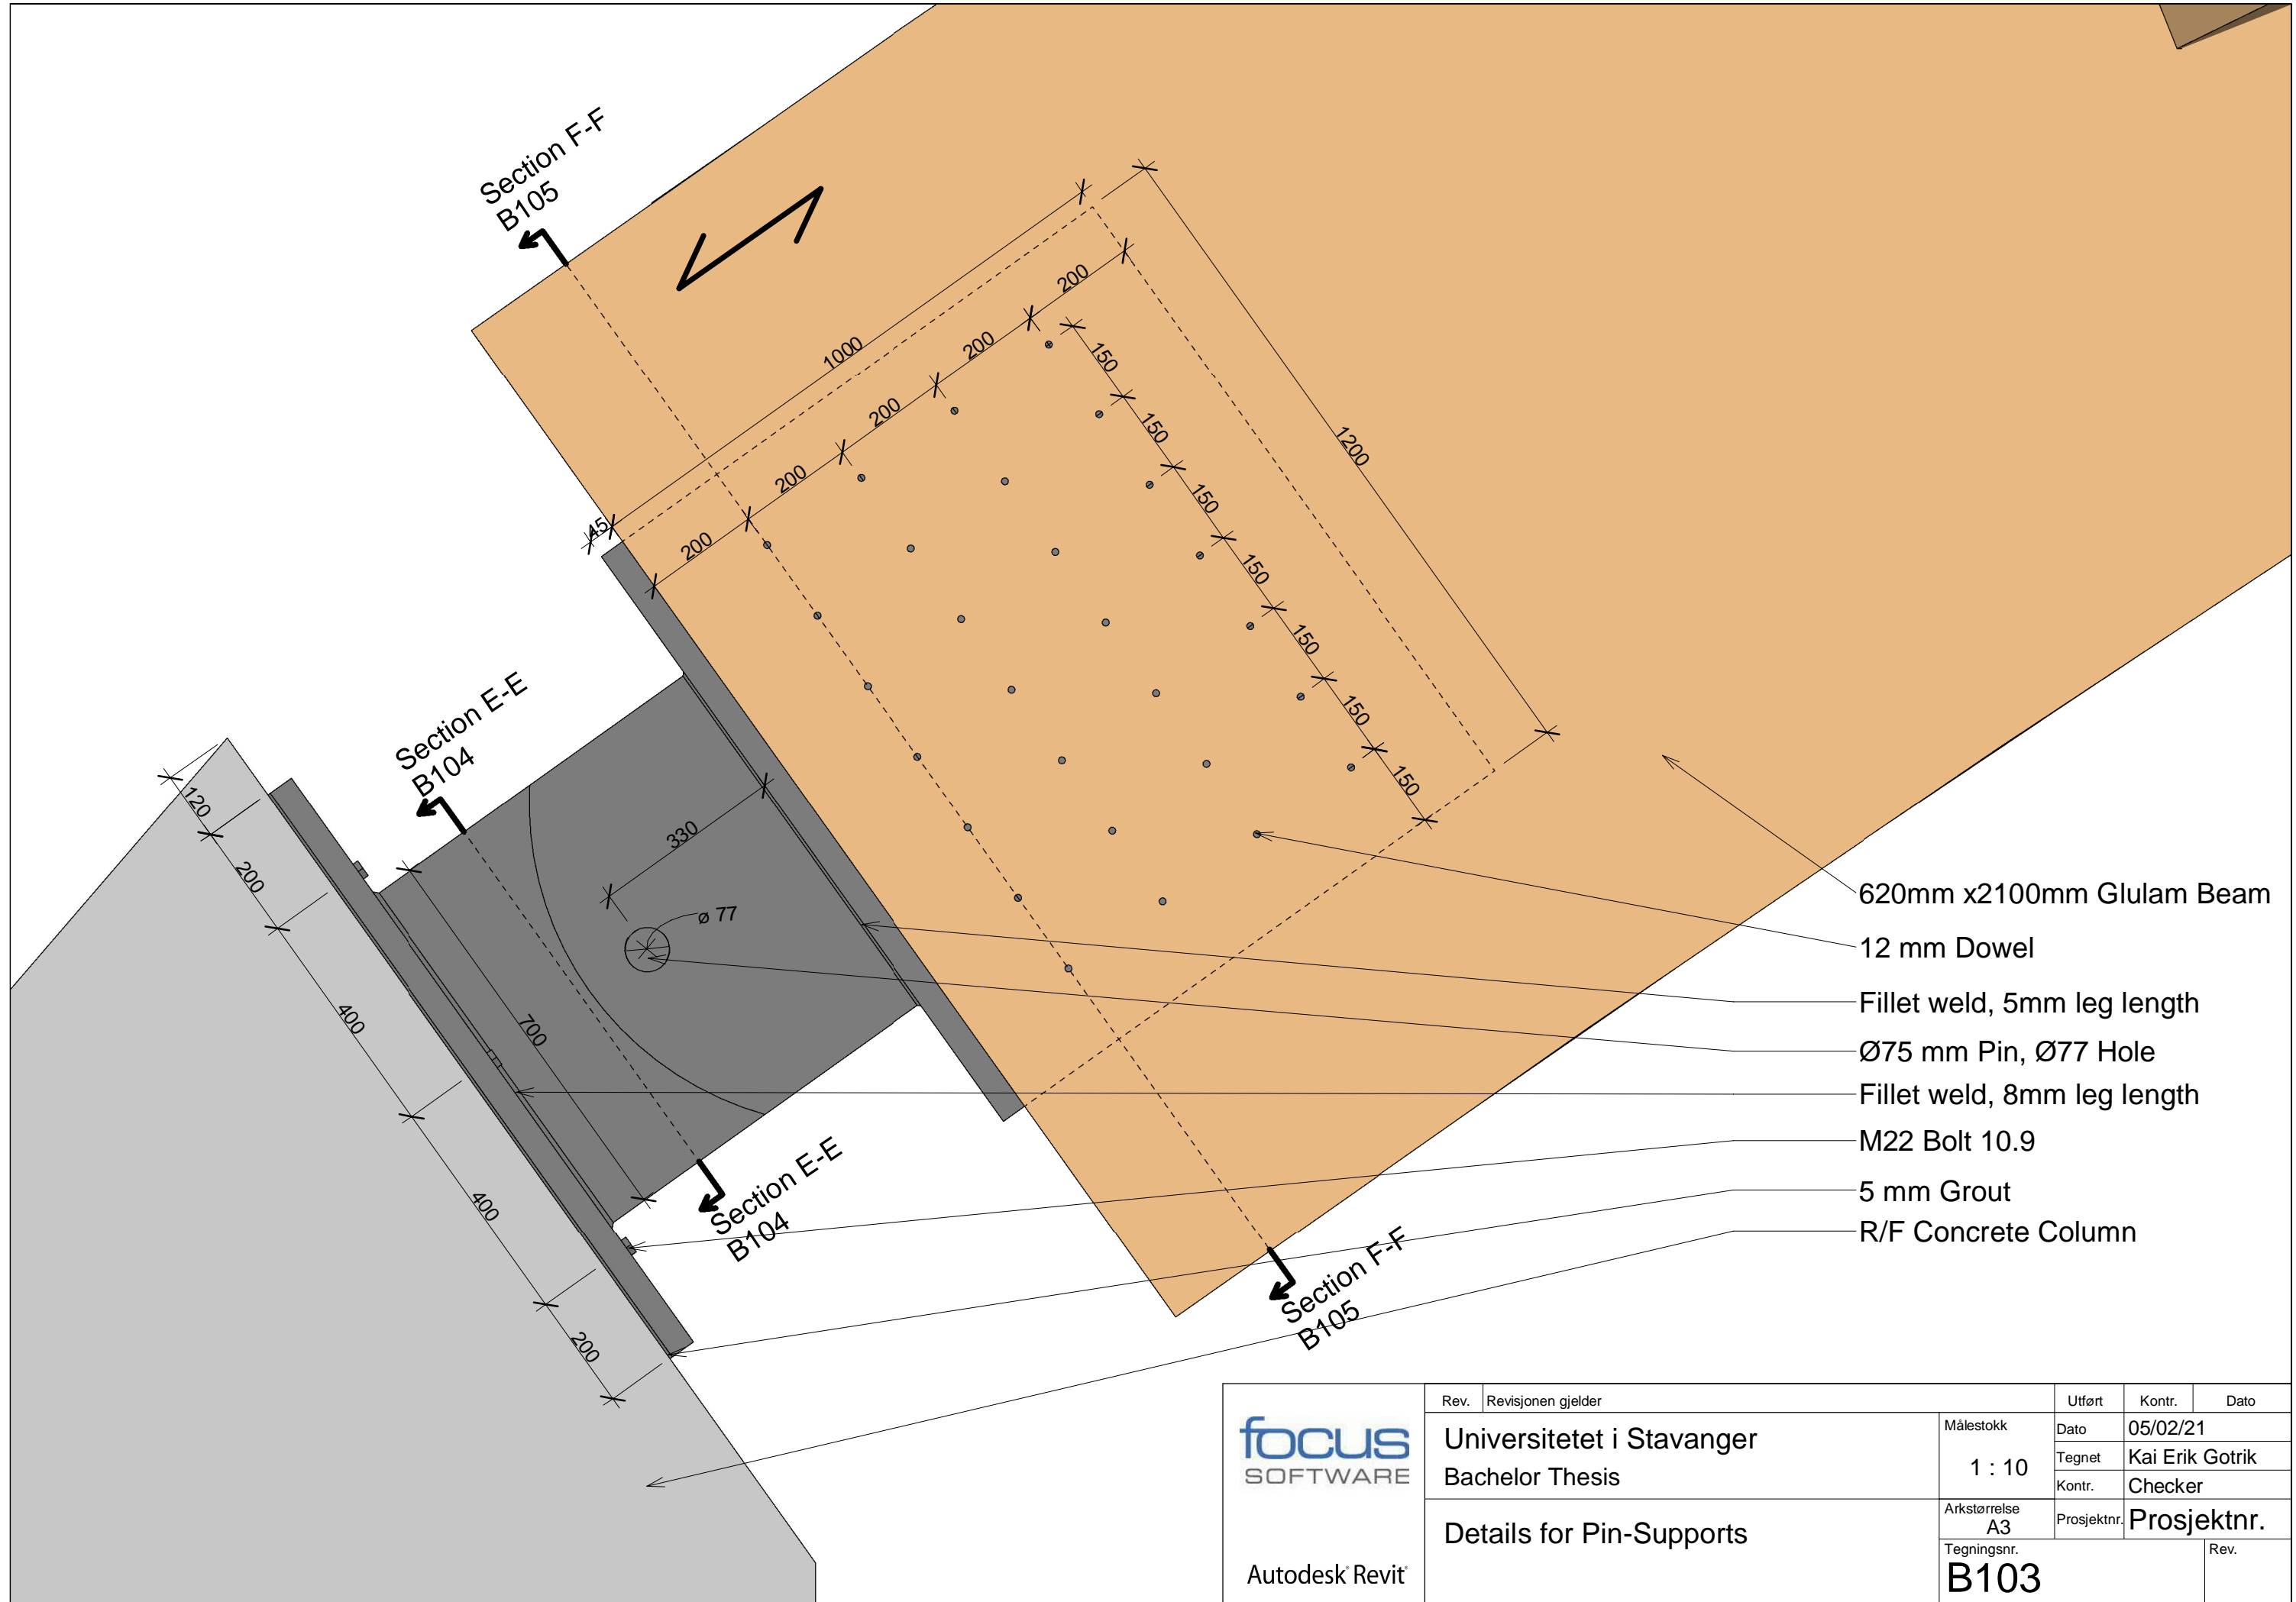 Section F-F
B105
1000
200
200
200
200
200
45
150
150
150
150
150
150
150
1200
Section E-E
B104
330
ø 77
700
120
200
400
400
200
Section E-E
B104
Section F-F
B105
620mm x2100mm Glulam Beam
12 mm Dowel
Fillet weld, 5mm leg length
Ø75 mm Pin, Ø77 Hole
Fillet weld, 8mm leg length
M22 Bolt 10.9
5 mm Grout
R/F Concrete Column
focus
SOFTWARE
Autodesk Revit
Rev. Revisjonen gjelder Utført Kontr. Dato
Universitetet i Stavanger
Bachelor Thesis
Details for Pin-Supports
Målestokk
1 : 10
Dato 05/02/21
Tegnet Kai Erik Gotrik
Kontr. Checker
Arkstørrelse
A3
Prosjektnr. Prosjektnr.
Tegningsnr.
B103
Rev.